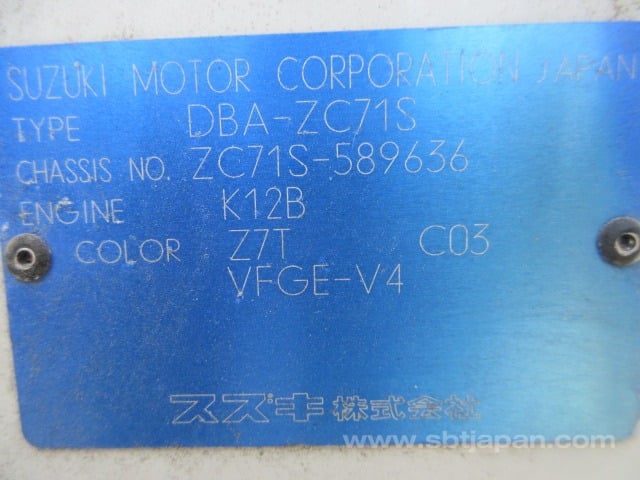 SUZUKI MOTOR CORPORATION JAPAN
TYPE DBA-ZC71S
CHASSIS NO. ZC71S-589636
ENGINE K12B
COLOR Z7T C03
VFGE-V4
スズキ株式会社
www.sbtjapan.com